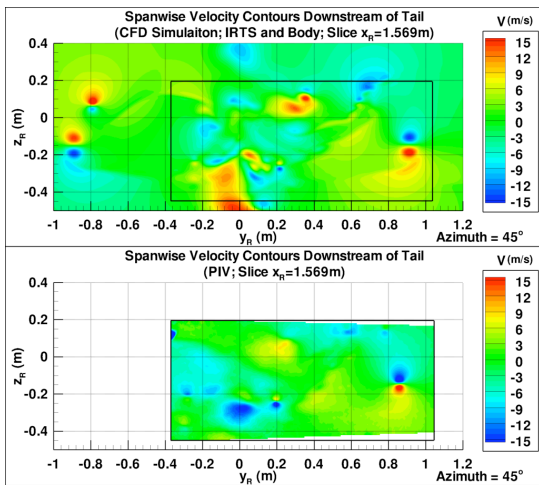 Spanwise Velocity Contours Downstream of Tail
(CFD Simulaiton; IRTS and Body; Slice xR=1.569m)
V (m/s)
0.4
0.2
0
-0.2
-0.4
zR (m)
-1 -0.8 -0.6 -0.4 -0.2 0 0.2 0.4 0.6 0.8 1 1.2
yR (m)
15
12
9
6
3
0
-3
-6
-9
-12
-15
Azimuth = 45°
Spanwise Velocity Contours Downstream of Tail
(PIV; Slice xR=1.569m)
V (m/s)
0.4
0.2
0
-0.2
-0.4
zR (m)
-1 -0.8 -0.6 -0.4 -0.2 0 0.2 0.4 0.6 0.8 1 1.2
yR (m)
15
12
9
6
3
0
-3
-6
-9
-12
-15
Azimuth = 45°